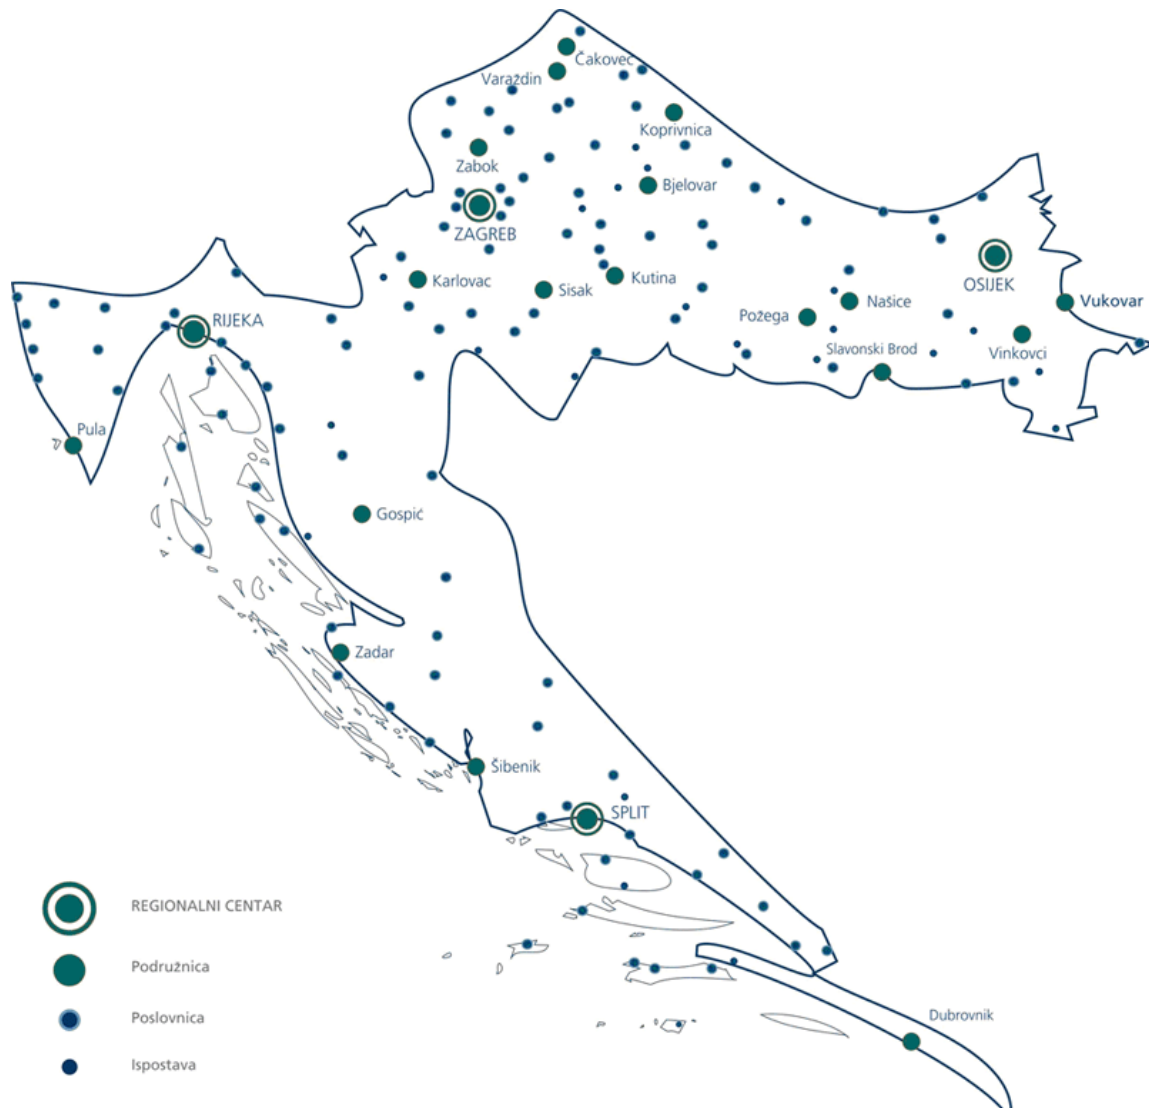 Čakovec
Varaždin
Koprivnica
Zabok
Bjelovar
ZAGREB
Karlovac
Sisak
Kutina
OSIJEK
Našice
Vukovar
Požega
RIJEKA
Slavonski Brod
Vinkovci
Pula
Gospić
Zadar
Šibenik
SPLIT
Dubrovnik
REGIONALNI CENTAR
Podružnica
Poslovnica
Ispostava